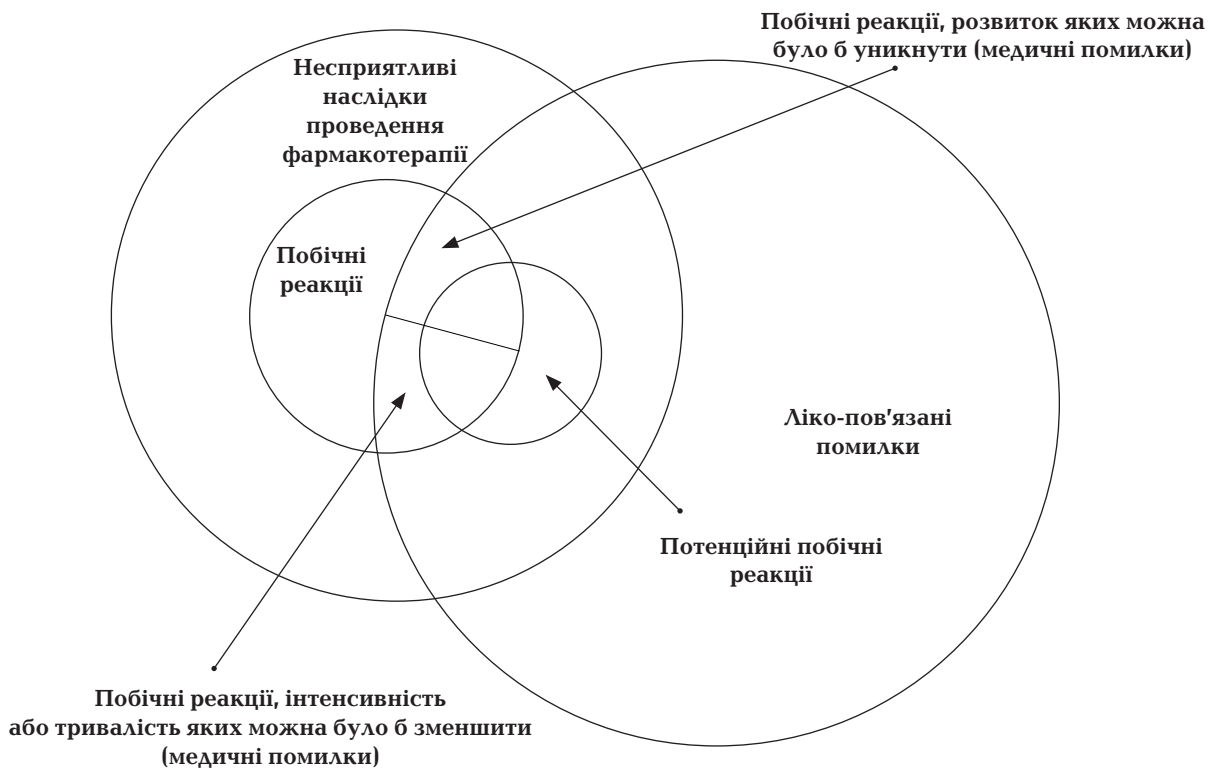 Побічні реакції, розвиток яких можна
було б уникнути (медичні помилки)
Несприятливі
наслідки
проведення
фармакотерапії
Побічні
реакції
Ліко-пов'язані
помилки
Потенційні побічні
реакції
Побічні реакції, інтенсивність
або тривалість яких можна було б зменшити
(медичні помилки)